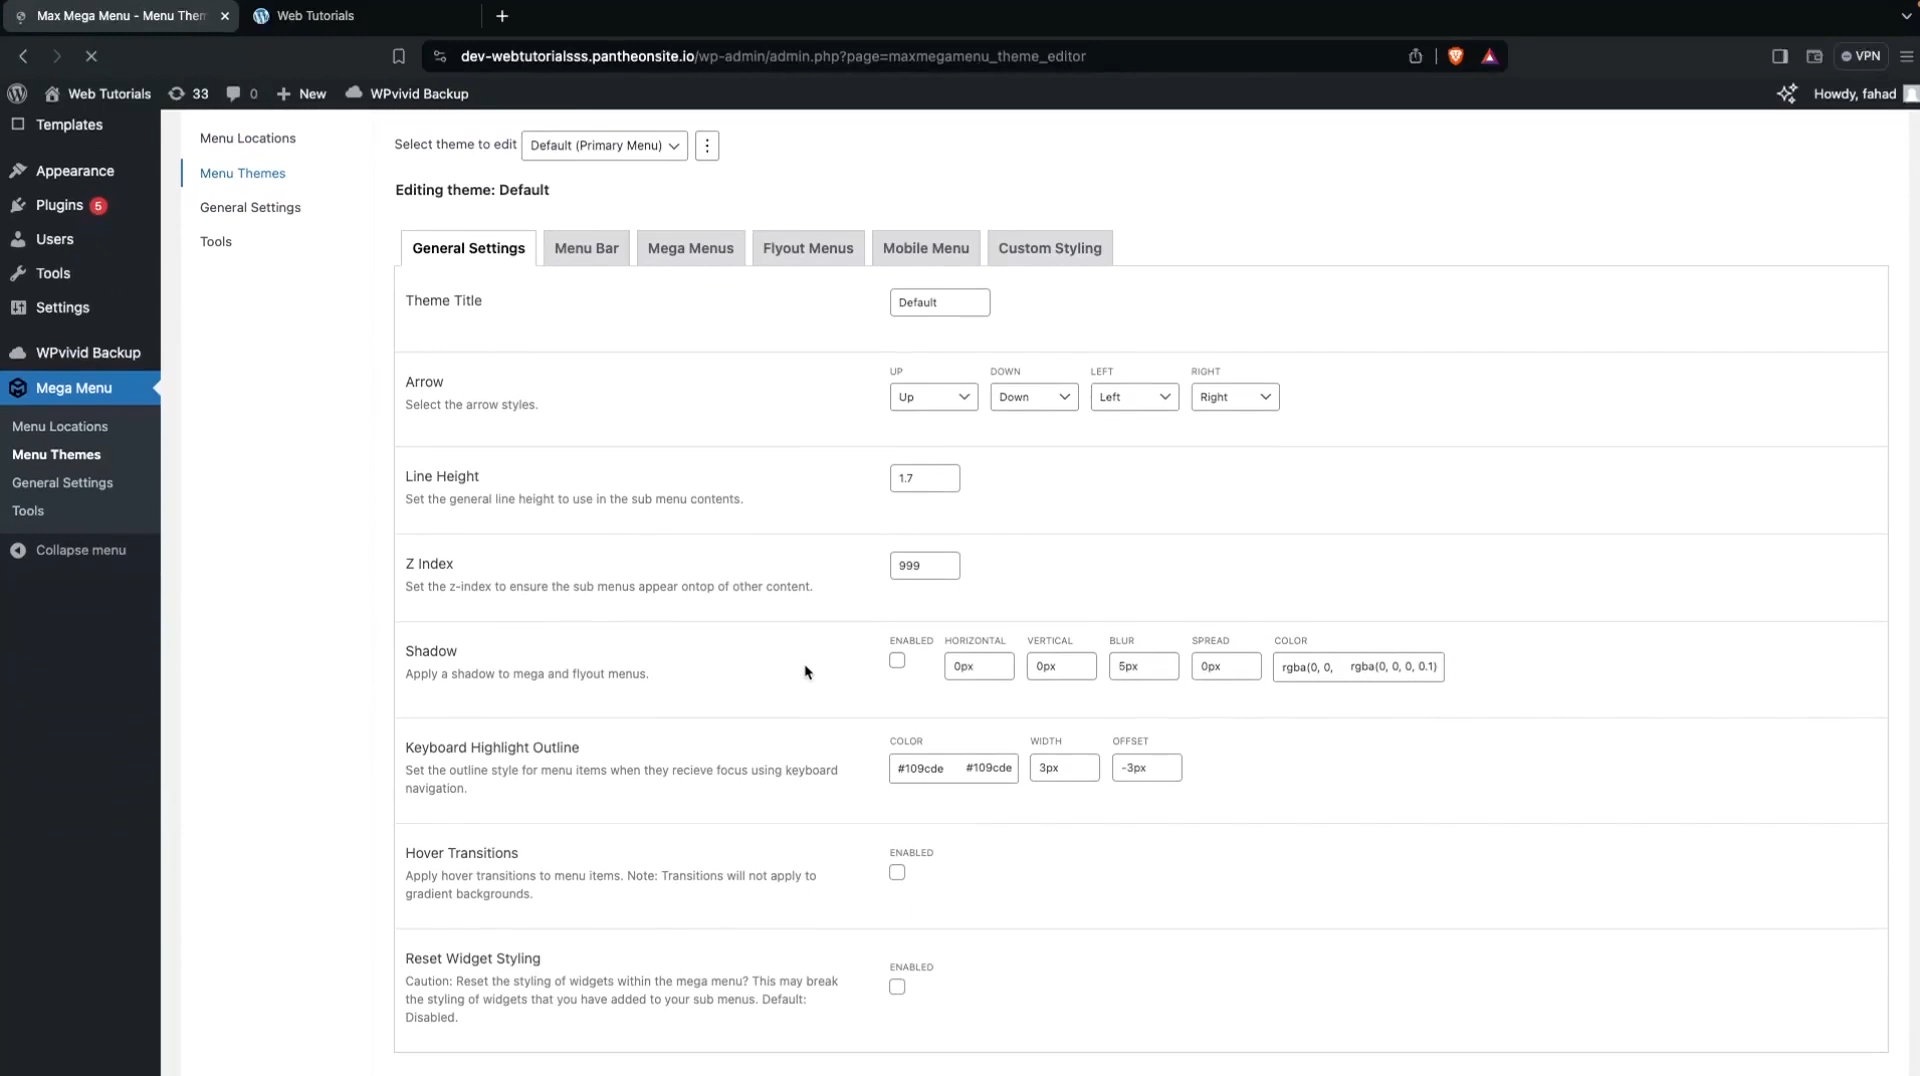 Max Mega Menu - Menu Them
Web Tutorials
dev-webtutorialsss.pantheonsite.io/wp-admin/admin.php?page=maxmegamenu_theme_editor
VPN
Web Tutorials
33
0
New
WPvivid Backup
Howdy, fahad
Templates
Appearance
Plugins 5
Users
Tools
Settings
WPvivid Backup
Mega Menu
Menu Locations
Menu Themes
General Settings
Tools
Collapse menu
Menu Locations
Menu Themes
General Settings
Tools
Select theme to edit Default (Primary Menu)
Editing theme: Default
General Settings
Menu Bar
Mega Menus
Flyout Menus
Mobile Menu
Custom Styling
Theme Title
Default
Arrow
Select the arrow styles.
UP DOWN LEFT RIGHT
Up Down Left Right
Line Height
Set the general line height to use in the sub menu contents.
1.7
Z Index
Set the z-index to ensure the sub menus appear ontop of other content.
999
Shadow
Apply a shadow to mega and flyout menus.
ENABLED HORIZONTAL VERTICAL BLUR SPREAD COLOR
0px 0px 5px 0px rgba(0, 0, rgba(0, 0, 0, 0.1)
Keyboard Highlight Outline
Set the outline style for menu items when they recieve focus using keyboard
navigation.
COLOR WIDTH OFFSET
#109cde #109cde 3px -3px
Hover Transitions
Apply hover transitions to menu items. Note: Transitions will not apply to
gradient backgrounds.
ENABLED
Reset Widget Styling
Caution: Reset the styling of widgets within the mega menu? This may break
the styling of widgets that you have added to your sub menus. Default:
Disabled.
ENABLED